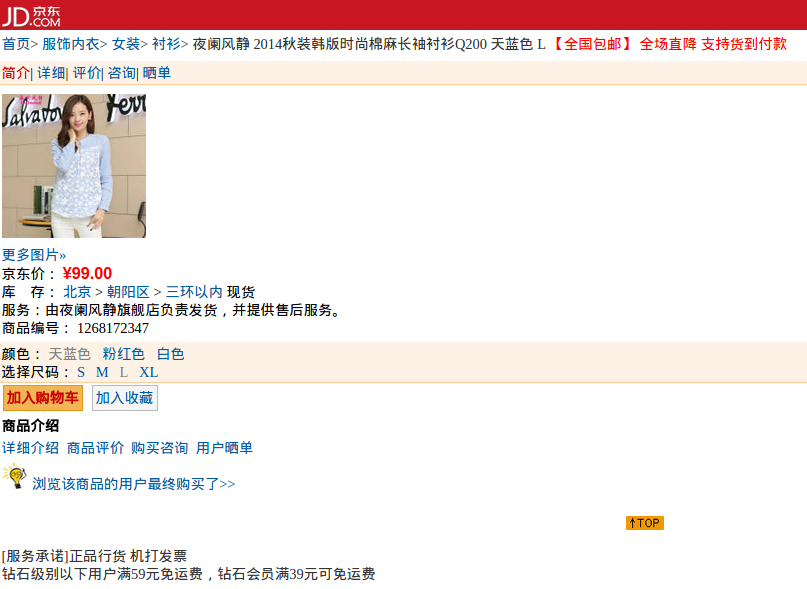 JD 京东 .COM
首页> 服饰内衣> 女装> 衬衫> 夜阑风静 2014秋装韩版时尚棉麻长袖衬衫Q200 天蓝色 L【全国包邮】 全场直降 支持货到付款
简介| 详细| 评价| 咨询| 晒单
更多图片»
京东价： ¥99.00
库　存： 北京 > 朝阳区 > 三环以内 现货
服务：由夜阑风静旗舰店负责发货，并提供售后服务。
商品编号： 1268172347
颜色： 天蓝色 粉红色 白色
选择尺码： S M L XL
加入购物车 加入收藏
商品介绍
详细介绍 商品评价 购买咨询 用户晒单
浏览该商品的用户最终购买了>>
↑TOP
[服务承诺]正品行货 机打发票
钻石级别以下用户满59元免运费，钻石会员满39元可免运费